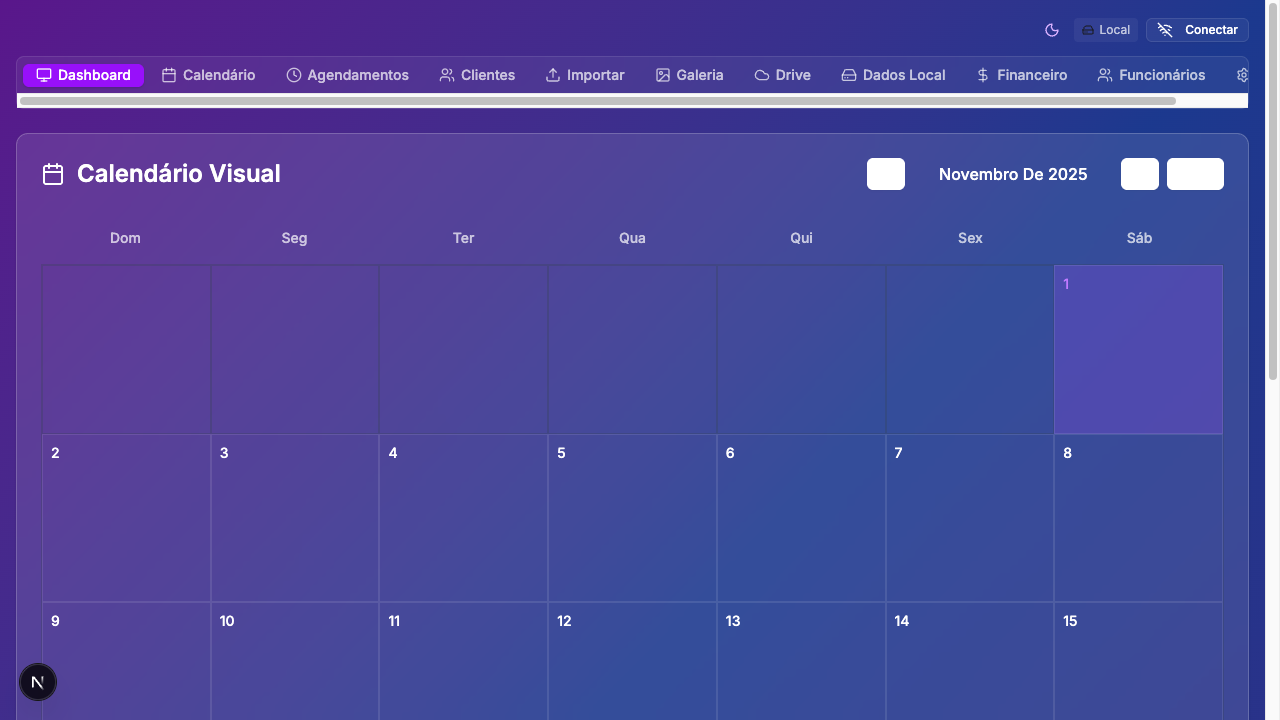 Local
Conectar
Dashboard
Calendário
Agendamentos
Clientes
Importar
Galeria
Drive
Dados Local
Financeiro
Funcionários
Calendário Visual
Novembro De 2025
Dom Seg Ter Qua Qui Sex Sáb
1
2 3 4 5 6 7 8
9 10 11 12 13 14 15
N